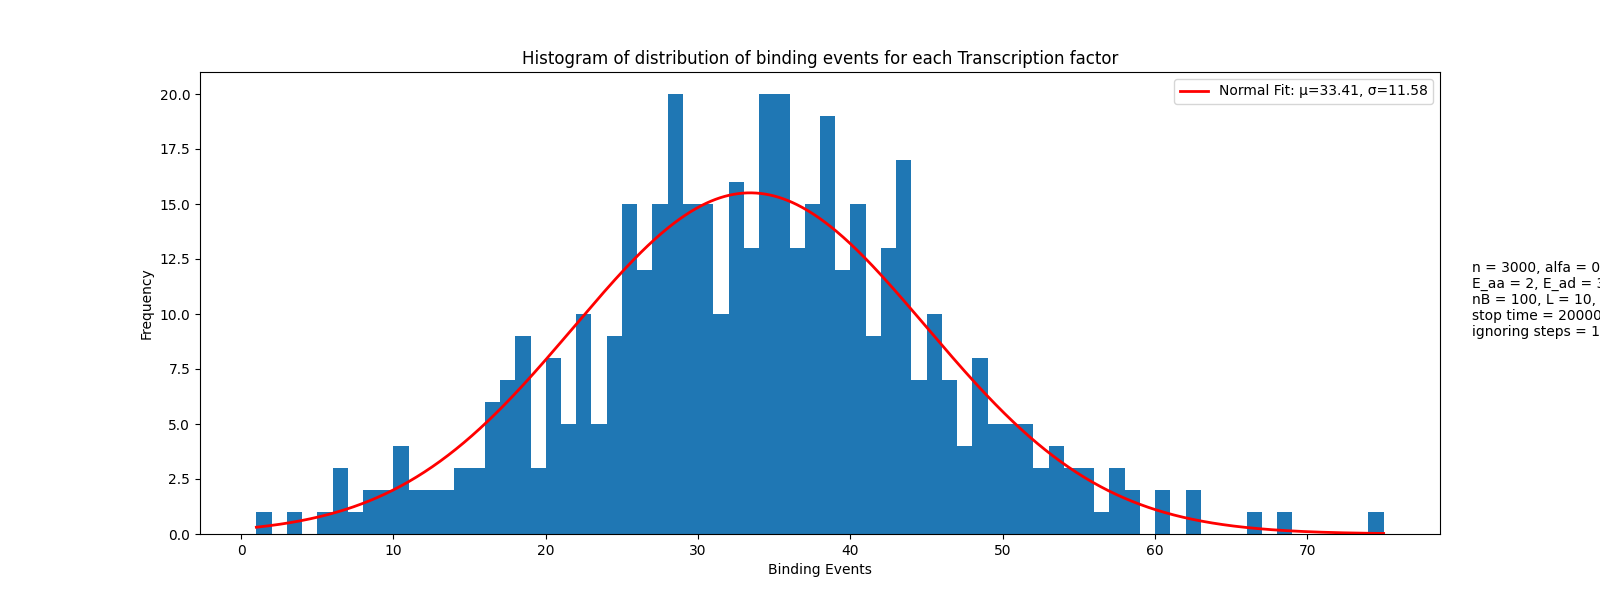 Histogram of distribution of binding events for each Transcription factor
Normal Fit: μ=33.41, σ=11.58
20.0
17.5
15.0
12.5
10.0
7.5
5.0
2.5
0.0
Frequency
0 10 20 30 40 50 60 70
Binding Events
n = 3000, alfa = 0
E_aa = 2, E_ad =
nB = 100, L = 10,
stop time = 20000
ignoring steps = 1